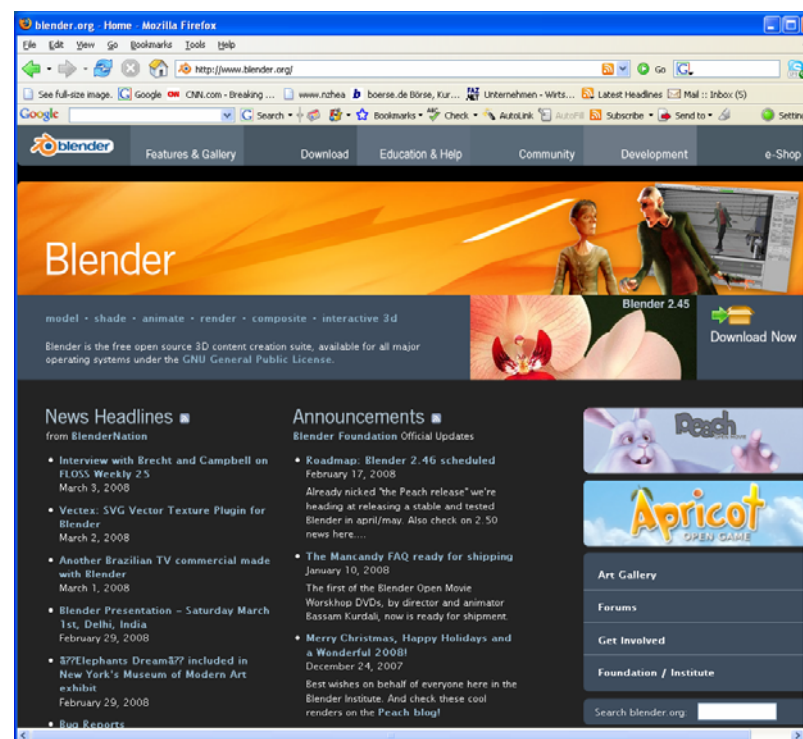 blender.org - Home - Mozilla Firefox
File Edit View Go Bookmarks Tools Help
http://www.blender.org/ Go
See full-size image. Google CNN.com - Breaking ... www.nzhea boerse.de Börse, Kur... Unternehmen - Wirts... Latest Headlines Mail :: Inbox (5)
Google Search Bookmarks Check AutoLink AutoFill Subscribe Send to Settin
blender Features & Gallery Download Education & Help Community Development e-Shop
Blender
model • shade • animate • render • composite • interactive 3d
Blender is the free open source 3D content creation suite, available for all major
operating systems under the GNU General Public License.
Blender 2.45
Download Now
News Headlines
from BlenderNation
• Interview with Brecht and Campbell on
FLOSS Weekly 25
March 3, 2008
• Vectex: SVG Vector Texture Plugin for
Blender
March 2, 2008
• Another Brazilian TV commercial made
with Blender
March 1, 2008
• Blender Presentation – Saturday March
1st, Delhi, India
February 29, 2008
• â??Elephants Dreamâ?? included in
New York's Museum of Modern Art
exhibit
February 29, 2008
• Bug Reports
Announcements
Blender Foundation Official Updates
• Roadmap: Blender 2.46 scheduled
February 17, 2008
Already nicked "the Peach release" we're
heading at releasing a stable and tested
Blender in april/may. Also check on 2.50
news here....
• The Mancandy FAQ ready for shipping
January 10, 2008
The first of the Blender Open Movie
Worskhop DVDs, by director and animator
Bassam Kurdali, now is ready for shipment.
• Merry Christmas, Happy Holidays and
a Wonderful 2008!
December 24, 2007
Best wishes on behalf of everyone here in the
Blender Institute. And check these cool
renders on the Peach blog!
Peach
OPEN MOVIE
Apricot
OPEN GAME
Art Gallery
Forums
Get Involved
Foundation / Institute
Search blender.org: